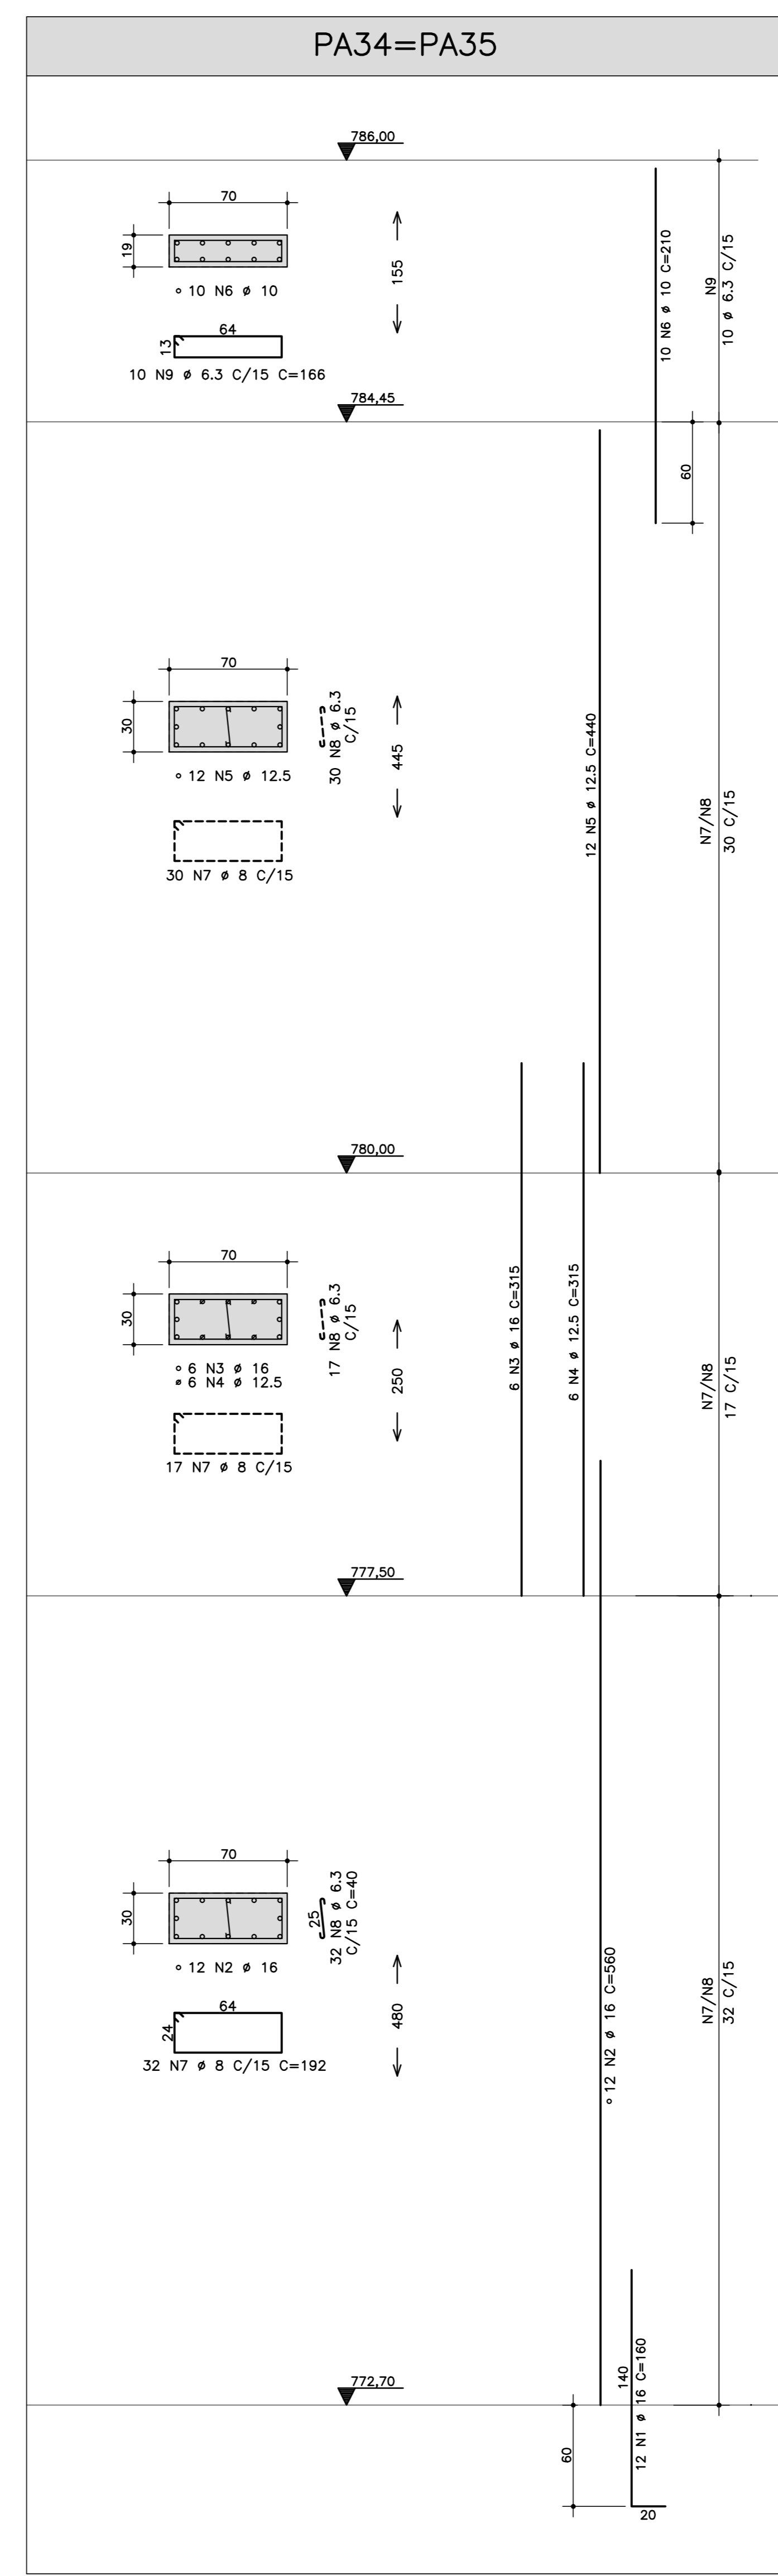 PA34=PA35
786,00
70
19
10 N6 ø 10
64
13
10 N9 ø 6.3 C/15 C=166
155
10 N6 ø 10 C=210
N9
10 ø 6.3 C/15
784,45
60
70
30
12 N5 ø 12.5
30 N8 ø 6.3
C/15
445
30 N7 ø 8 C/15
12 N5 ø 12.5 C=440
N7/N8
30 C/15
780,00
70
30
6 N3 ø 16
6 N4 ø 12.5
17 N8 ø 6.3
C/15
250
17 N7 ø 8 C/15
6 N3 ø 16 C=315
6 N4 ø 12.5 C=315
N7/N8
17 C/15
777,50
70
30
12 N2 ø 16
25
32 N8 ø 6.3
C/15 C=40
64
24
32 N7 ø 8 C/15 C=192
480
12 N2 ø 16 C=560
N7/N8
32 C/15
772,70
60
140
12 N1 ø 16 C=160
20